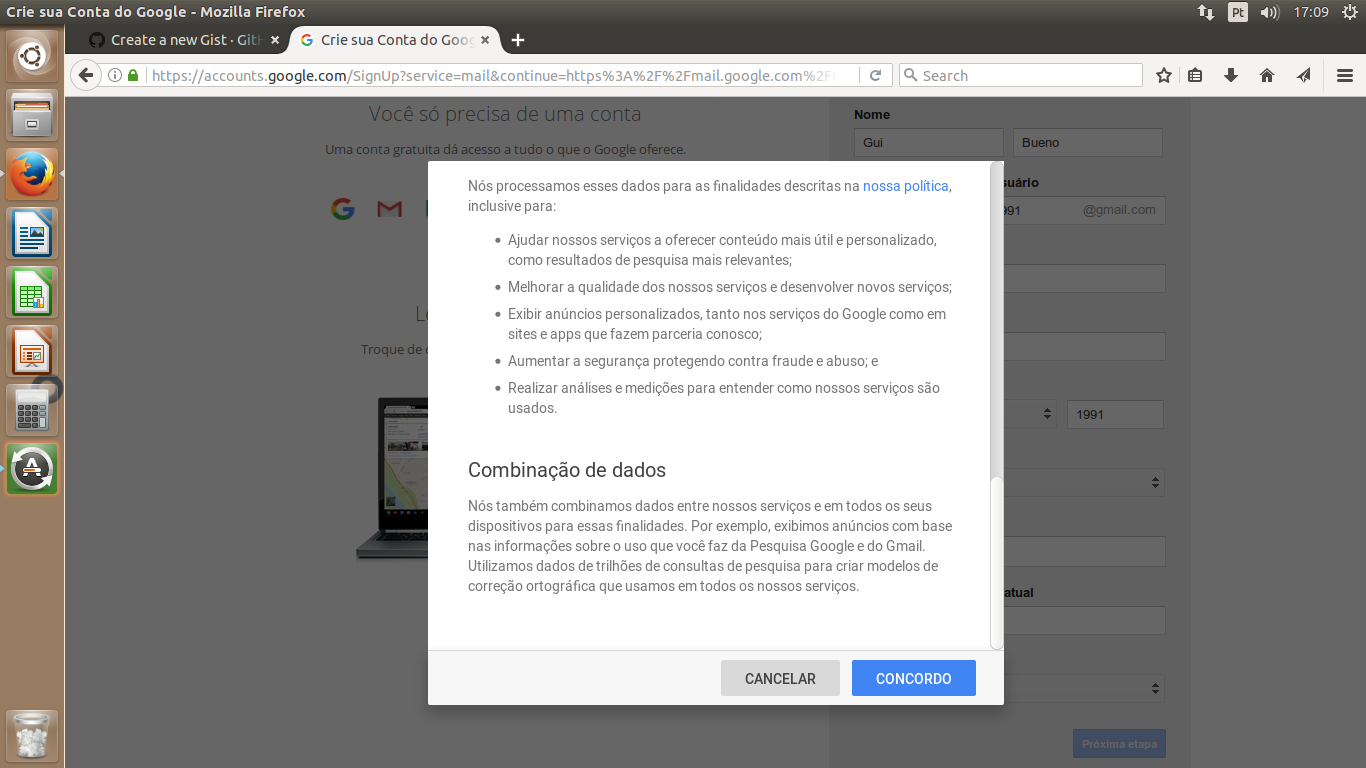 Crie sua Conta do Google - Mozilla Firefox
Pt
17:09
Create a new Gist · Git
Crie sua Conta do Goog
https://accounts.google.com/SignUp?service=mail&continue=https%3A%2F%2Fmail.google.com%2F
Search
Você só precisa de uma conta
Uma conta gratuita dá acesso a tudo o que o Google oferece.
Nome
Gui
Bueno
suário
991
@gmail.com
Troque de
1991
atual
Próxima etapa
Nós processamos esses dados para as finalidades descritas na nossa política,
inclusive para:
• Ajudar nossos serviços a oferecer conteúdo mais útil e personalizado,
como resultados de pesquisa mais relevantes;
• Melhorar a qualidade dos nossos serviços e desenvolver novos serviços;
• Exibir anúncios personalizados, tanto nos serviços do Google como em
sites e apps que fazem parceria conosco;
• Aumentar a segurança protegendo contra fraude e abuso; e
• Realizar análises e medições para entender como nossos serviços são
usados.
Combinação de dados
Nós também combinamos dados entre nossos serviços e em todos os seus
dispositivos para essas finalidades. Por exemplo, exibimos anúncios com base
nas informações sobre o uso que você faz da Pesquisa Google e do Gmail.
Utilizamos dados de trilhões de consultas de pesquisa para criar modelos de
correção ortográfica que usamos em todos os nossos serviços.
CANCELAR
CONCORDO